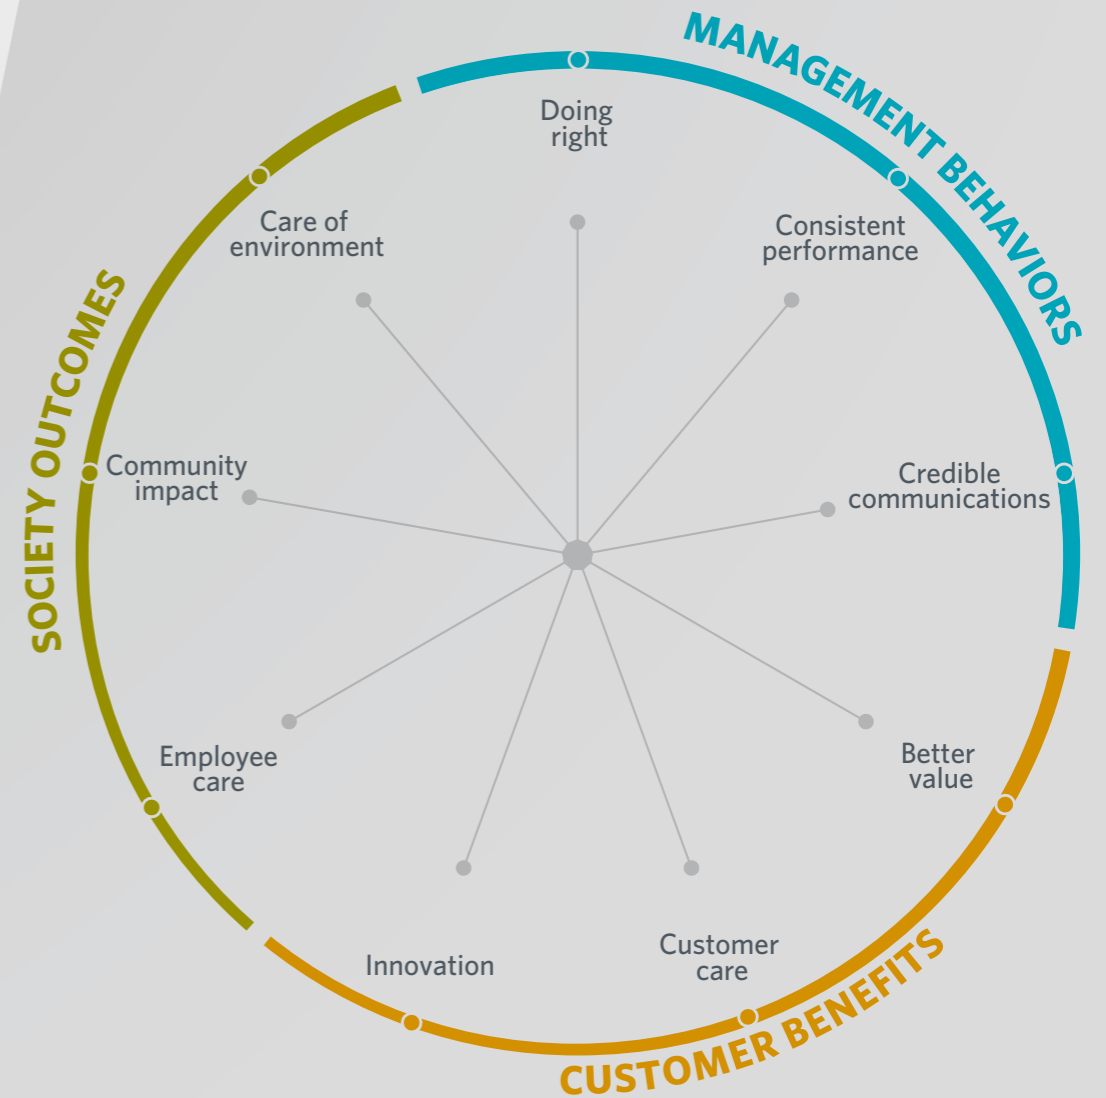 MANAGEMENT BEHAVIORS
Doing
right
Consistent
performance
Credible
communications
Better
value
Customer
care
CUSTOMER BENEFITS
Innovation
Employee
care
Community
impact
Care of
environment
SOCIETY OUTCOMES